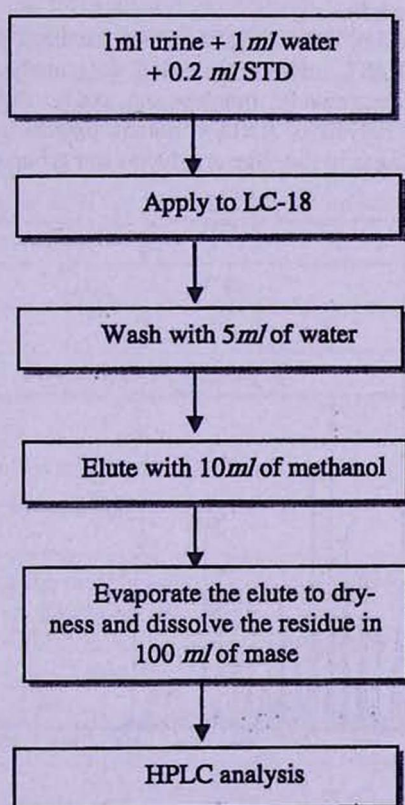 1ml urine + 1 ml water
+ 0.2 ml STD
Apply to LC-18
Wash with 5ml of water
Elute with 10ml of methanol
Evaporate the elute to dry-
ness and dissolve the residue in
100 ml of mase
HPLC analysis